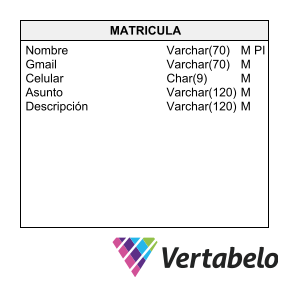 MATRICULA
Nombre Varchar(70) M PI
Gmail Varchar(70) M
Celular Char(9) M
Asunto Varchar(120) M
Descripción Varchar(120) M
Vertabelo